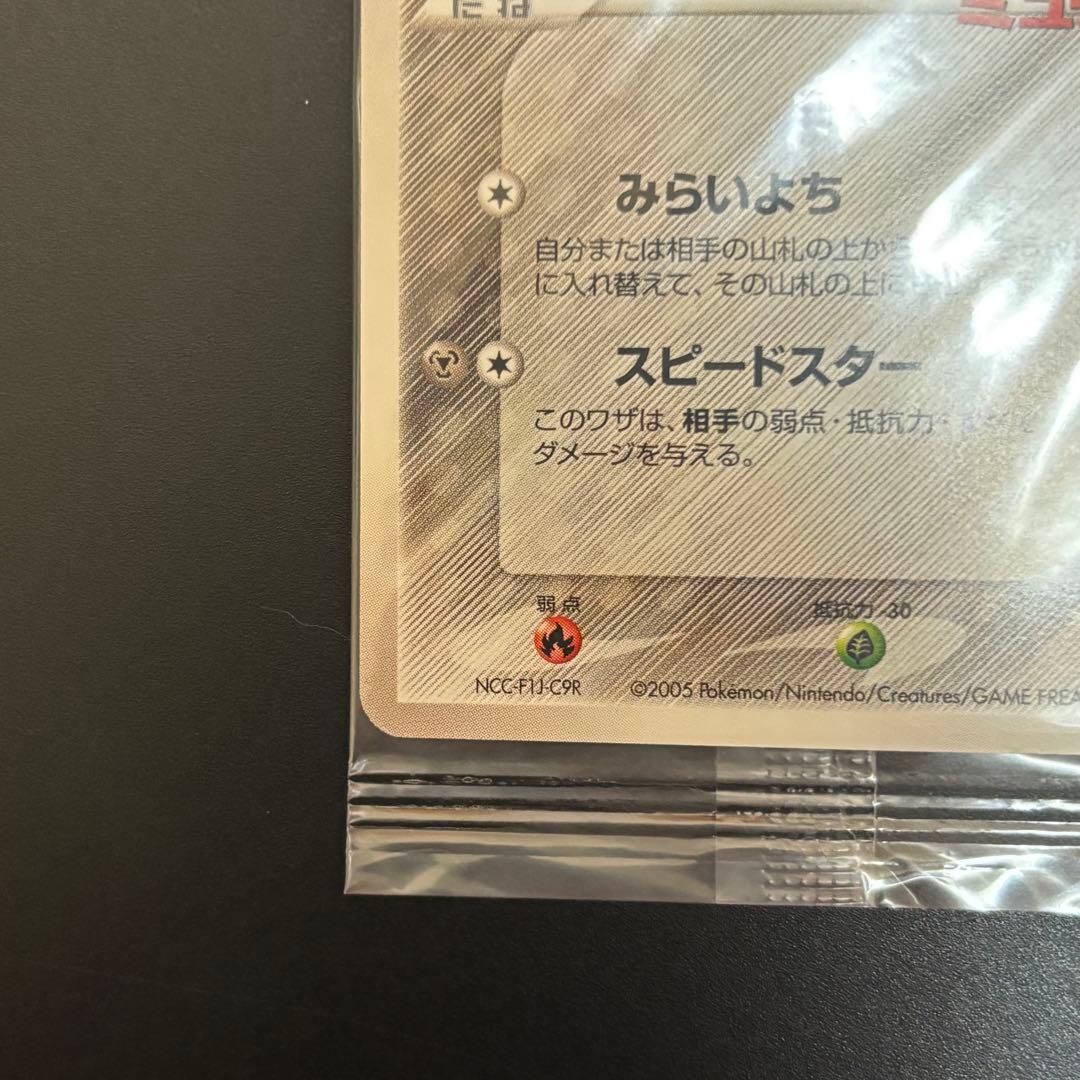 たね
みらいよち
自分または相手の山札の上か
に入れ替えて、その山札の上に
スピードスター
このワザは、相手の弱点・抵抗力・
ダメージを与える。
弱点
抵抗力 -30
NCC-F1J-C9R
©2005 Pokémon/Nintendo/Creatures/GAME FREA